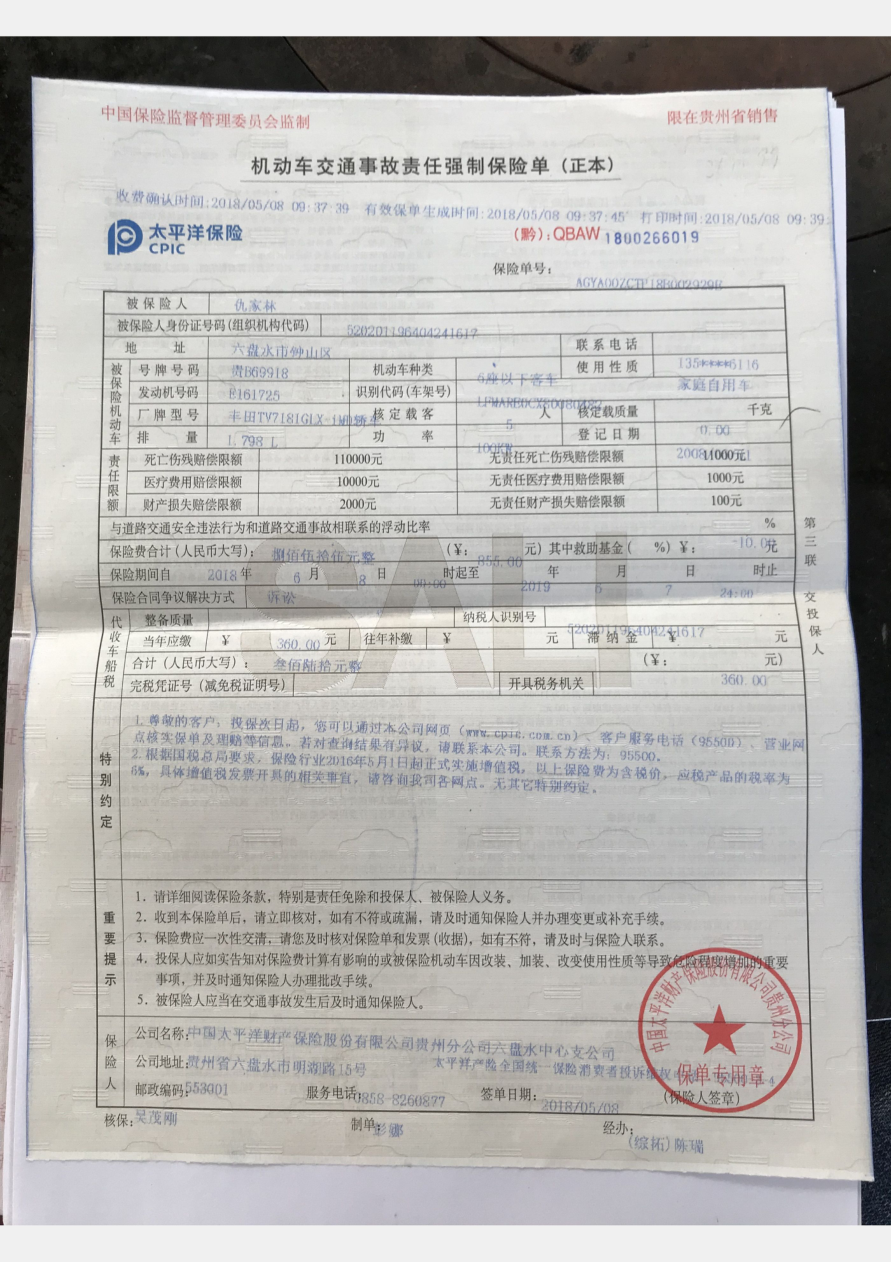 中国保险监督管理委员会监制
限在贵州省销售
机动车交通事故责任强制保险单(正本)
收费确认时间:2018/05/08 09:37:39 有效保单生成时间:2018/05/08 09:37:45 打印时间:2018/05/08 09:39:
太平洋保险
CPIC
(黔):QBAW 1800266019
保险单号:
被保险人 仇家林
被保险人身份证号码(组织机构代码) 520201196404241617
地址 六盘水市钟山区 联系电话 135****6116
被保险机动车
号牌号码 贵B69918 机动车种类 6座以下客车 使用性质 家庭自用车
发动机号码 E161725 识别代码(车架号)
厂牌型号 丰田TV7181GLX 核定载客 5 人 核定载质量 0.00 千克
排量 1.798 L 功率 100KW 登记日期
责任限额
死亡伤残赔偿限额 110000元 无责任死亡伤残赔偿限额 11000元
医疗费用赔偿限额 10000元 无责任医疗费用赔偿限额 1000元
财产损失赔偿限额 2000元 无责任财产损失赔偿限额 100元
与道路交通安全违法行为和道路交通事故相联系的浮动比率 -10.00 %
保险费合计(人民币大写): 捌佰伍拾伍元整 (¥: 855.00 元) 其中救助基金( %) ¥: 元
保险期间自 2018 年 6 月 8 日 00:00 时起至 2019 年 6 月 7 日 24:00 时止
保险合同争议解决方式 诉讼
代收车船税
整备质量 纳税人识别号 520201196404241617
当年应缴 ¥ 360.00 元 往年补缴 ¥ 元 滞纳金 ¥ 元
合计(人民币大写): 叁佰陆拾元整 (¥: 360.00 元)
完税凭证号(减免税证明号) 开具税务机关
第三联 交投保人
特别约定
1.尊敬的客户:投保次日起,您可以通过本公司网页(www.cpic.com.cn)、客户服务电话(95500)、营业网
点核实保单及理赔等信息。若对查询结果有异议,请联系本公司。联系方法为:95500。
2.根据国税总局要求,保险行业2016年5月1日起正式实施增值税,以上保险费为含税价,应税产品的税率为
6%,具体增值税发票开具的相关事宜,请咨询我司各网点。无其它特别约定。
SALI
重要提示
1. 请详细阅读保险条款,特别是责任免除和投保人、被保险人义务。
2. 收到本保险单后,请立即核对,如有不符或疏漏,请及时通知保险人并办理变更或补充手续。
3. 保险费应一次性交清,请您及时核对保险单和发票(收据),如有不符,请及时与保险人联系。
4. 投保人应如实告知对保险费计算有影响的或被保险机动车因改装、加装、改变使用性质等导致危险程度增加的重要
事项,并及时通知保险人办理批改手续。
5. 被保险人应当在交通事故发生后及时通知保险人。
保险人
公司名称:中国太平洋财产保险股份有限公司贵州分公司六盘水中心支公司
公司地址:贵州省六盘水市明湖路15号 太平洋产险全国统一保险消费者投诉维权
邮政编码:553001 服务电话:0858-8260877 签单日期: 2018/05/08 (保险人签章)
中国太平洋财产保险股份有限公司贵州分公司
保单专用章
核保:吴茂刚 制单:彭娜 经办:(综拓)陈瑞